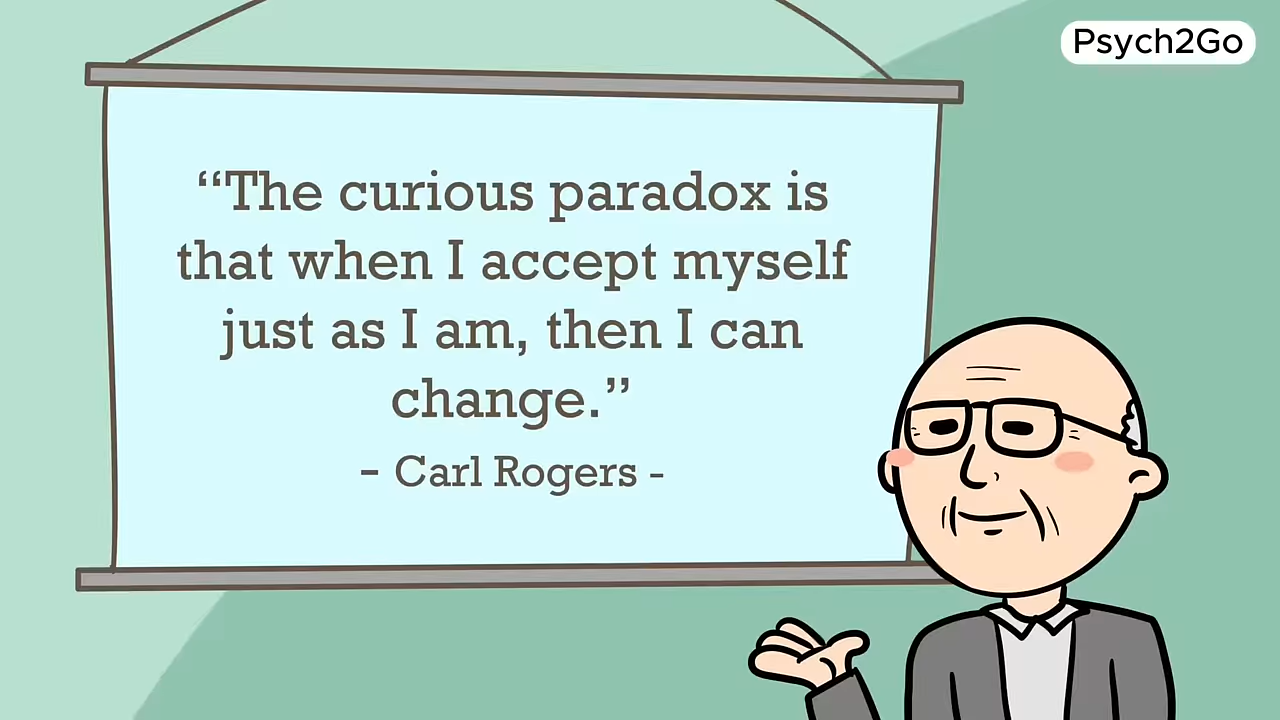 Psych2Go
“The curious paradox is
that when I accept myself
just as I am, then I can
change.”
- Carl Rogers -